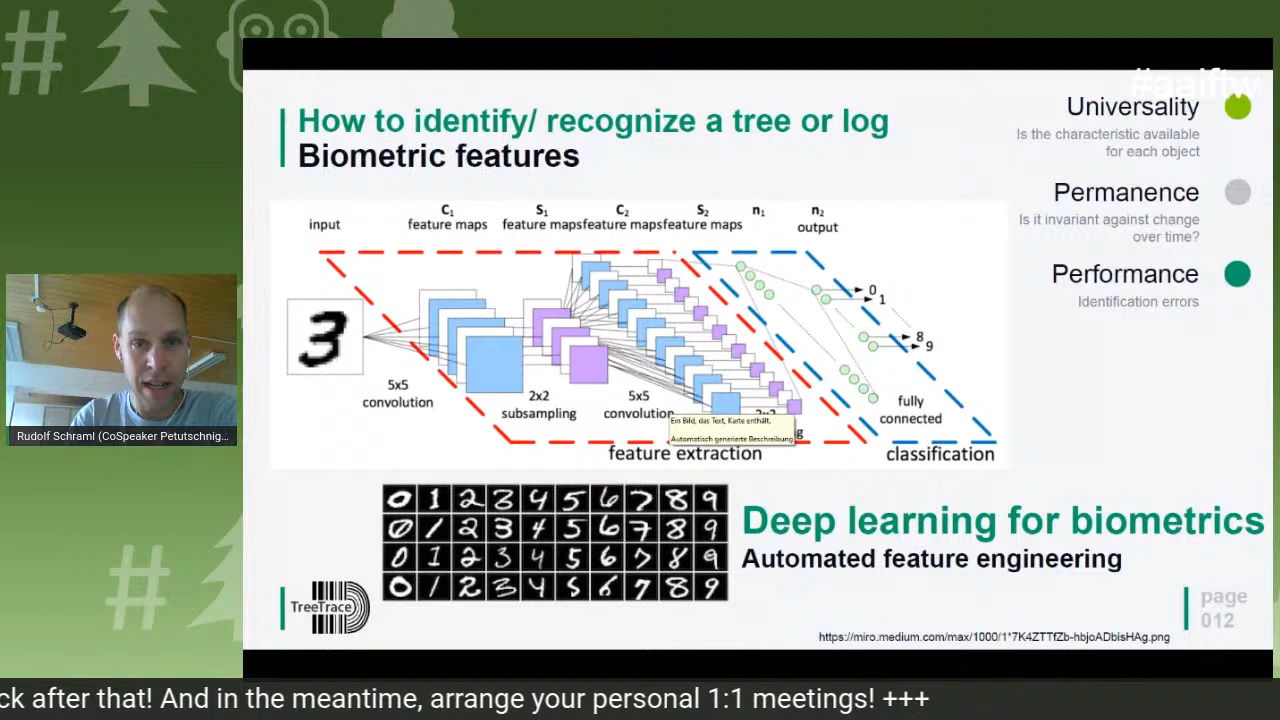 #
#aaiftw
How to identify/ recognize a tree or log
Biometric features
Universality
Is the characteristic available
for each object
Permanence
Is it invariant against change
over time?
Performance
Identification errors
input
C1
feature maps
S1
feature maps
C2
feature maps
S2
feature maps
n1
n2
output
3
0
1
8
9
5x5
convolution
2x2
subsampling
5x5
convolution
2x2
g
fully
connected
Ein Bild, das Text, Karte enthält.
Automatisch generierte Beschreibung
feature extraction
classification
Rudolf Schraml (CoSpeaker Petutschnig...
0 1 2 3 4 5 6 7 8 9
0 1 2 3 4 5 6 7 8 9
0 1 2 3 4 5 6 7 8 9
0 1 2 3 4 5 6 7 8 9
Deep learning for biometrics
Automated feature engineering
#
TreeTrace
page
012
https://miro.medium.com/max/1000/1*7K4ZTTfZb-hbjoADbisHAg.png
ck after that! And in the meantime, arrange your personal 1:1 meetings! +++